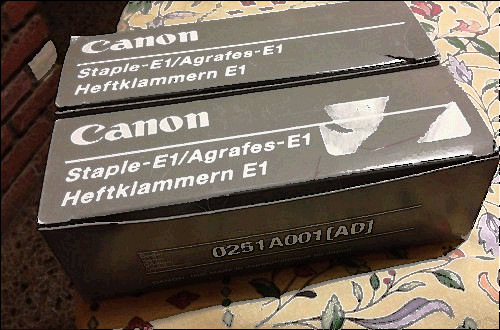 Canon
Staple-E1/Agrafes-E1
Heftklammern E1
Canon
Staple-E1/Agrafes-E1
Heftklammern E1
0251A001[AD]